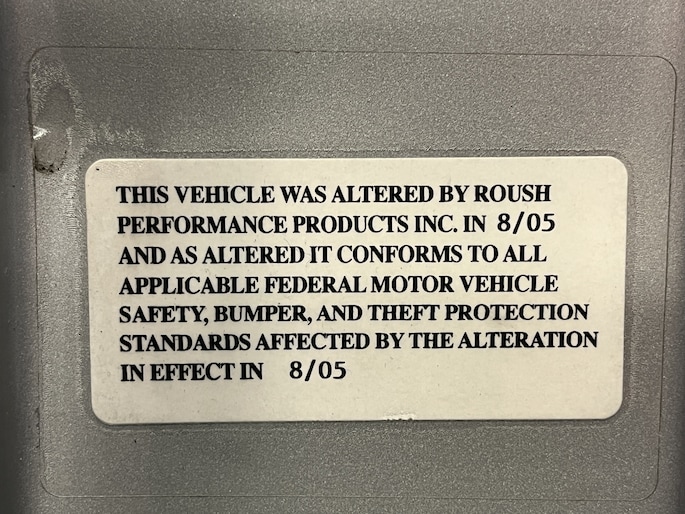 THIS VEHICLE WAS ALTERED BY ROUSH
PERFORMANCE PRODUCTS INC. IN 8/05
AND AS ALTERED IT CONFORMS TO ALL
APPLICABLE FEDERAL MOTOR VEHICLE
SAFETY, BUMPER, AND THEFT PROTECTION
STANDARDS AFFECTED BY THE ALTERATION
IN EFFECT IN 8/05